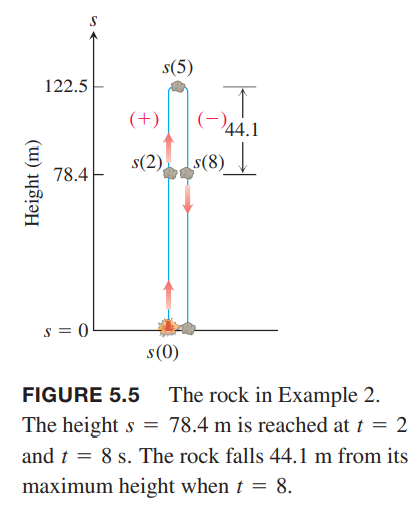 s
s(5)
122.5
(+)
(−)
44.1
s(2)
s(8)
78.4
Height (m)
s = 0
s(0)
FIGURE 5.5 The rock in Example 2.
The height s = 78.4 m is reached at t = 2
and t = 8 s. The rock falls 44.1 m from its
maximum height when t = 8.